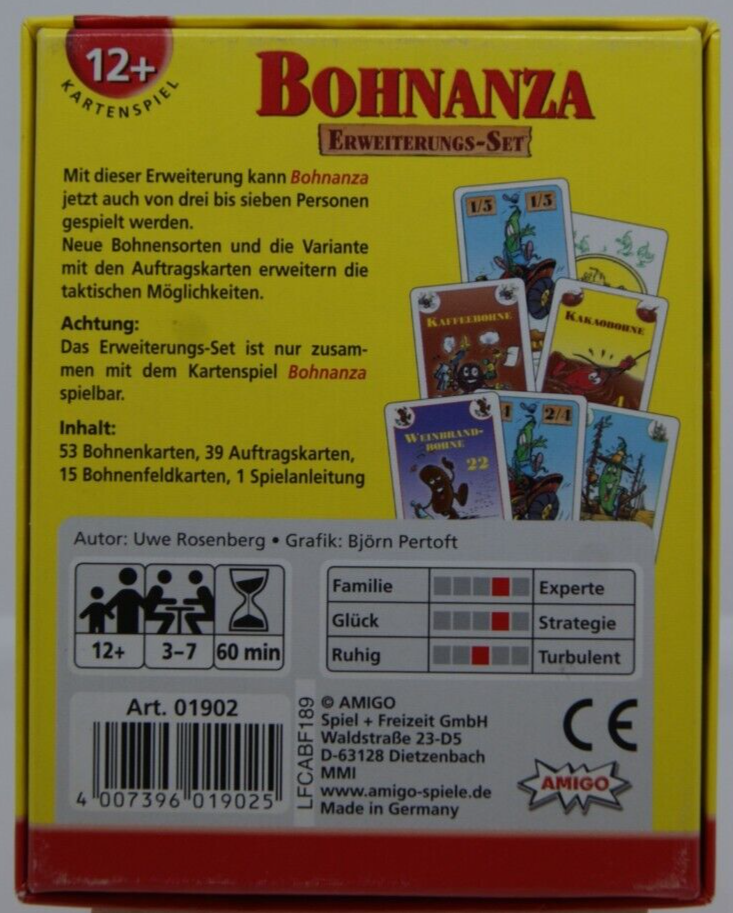 12+
KARTENSPIEL
BOHNANZA
ERWEITERUNGS-SET
Mit dieser Erweiterung kann Bohnanza
jetzt auch von drei bis sieben Personen
gespielt werden.
Neue Bohnensorten und die Variante
mit den Auftragskarten erweitern die
taktischen Möglichkeiten.
Achtung:
Das Erweiterungs-Set ist nur zusam-
men mit dem Kartenspiel Bohnanza
spielbar.
Inhalt:
53 Bohnenkarten, 39 Auftragskarten,
15 Bohnenfeldkarten, 1 Spielanleitung
1/5 1/5
KAFFEEBOHNE
KAKAOBOHNE
4
WEINBRAND-
BOHNE
22
2/4
Autor: Uwe Rosenberg • Grafik: Björn Pertoft
12+ 3–7 60 min
Familie Experte
Glück Strategie
Ruhig Turbulent
Art. 01902
4 007396 019025
LFCABF189
© AMIGO
Spiel + Freizeit GmbH
Waldstraße 23-D5
D-63128 Dietzenbach
MMI
www.amigo-spiele.de
Made in Germany
CE
AMIGO